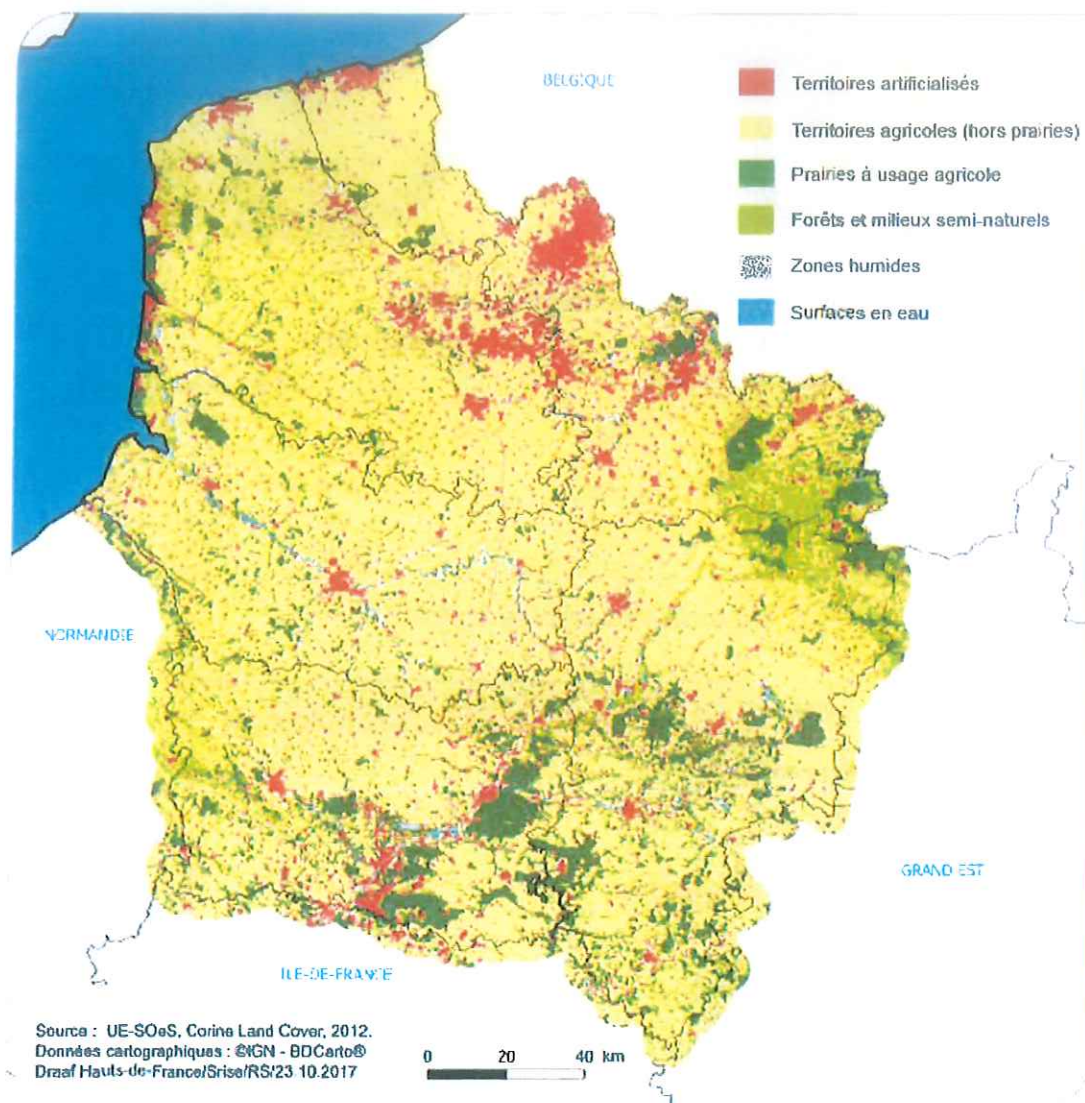 BELGIQUE
Territoires artificialisés
Territoires agricoles (hors prairies)
Prairies à usage agricole
Forêts et milieux semi-naturels
Zones humides
Surfaces en eau
NORMANDIE
GRAND EST
ÎLE-DE-FRANCE
Source : UE-SOeS, Corine Land Cover, 2012.
Données cartographiques : ©IGN - BDCarto®
Draaf Hauts-de-France/Srise/RS/23.10.2017
0 20 40 km